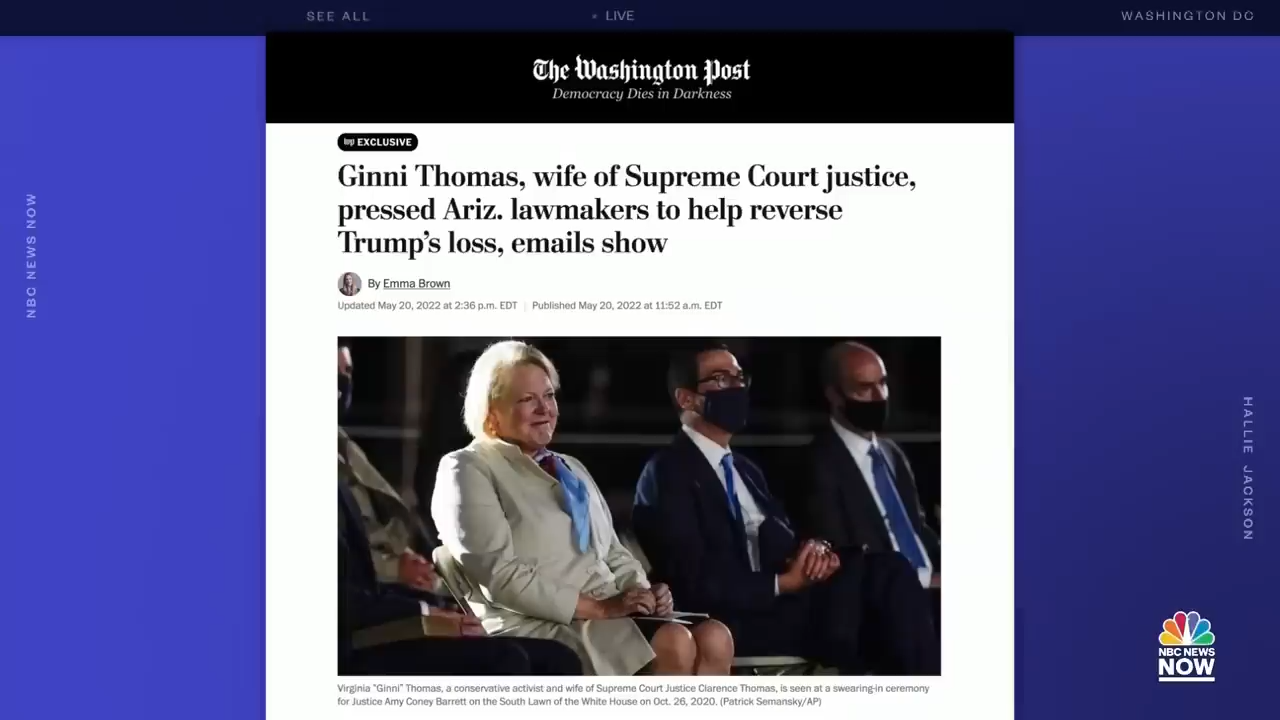 SEE ALL
LIVE
WASHINGTON DC
NBC NEWS NOW
The Washington Post
Democracy Dies in Darkness
wp EXCLUSIVE
Ginni Thomas, wife of Supreme Court justice,
pressed Ariz. lawmakers to help reverse
Trump’s loss, emails show
By Emma Brown
Updated May 20, 2022 at 2:36 p.m. EDT | Published May 20, 2022 at 11:52 a.m. EDT
Virginia "Ginni" Thomas, a conservative activist and wife of Supreme Court Justice Clarence Thomas, is seen at a swearing-in ceremony
for Justice Amy Coney Barrett on the South Lawn of the White House on Oct. 26, 2020. (Patrick Semansky/AP)
HALLIE JACKSON
NBC NEWS
NOW